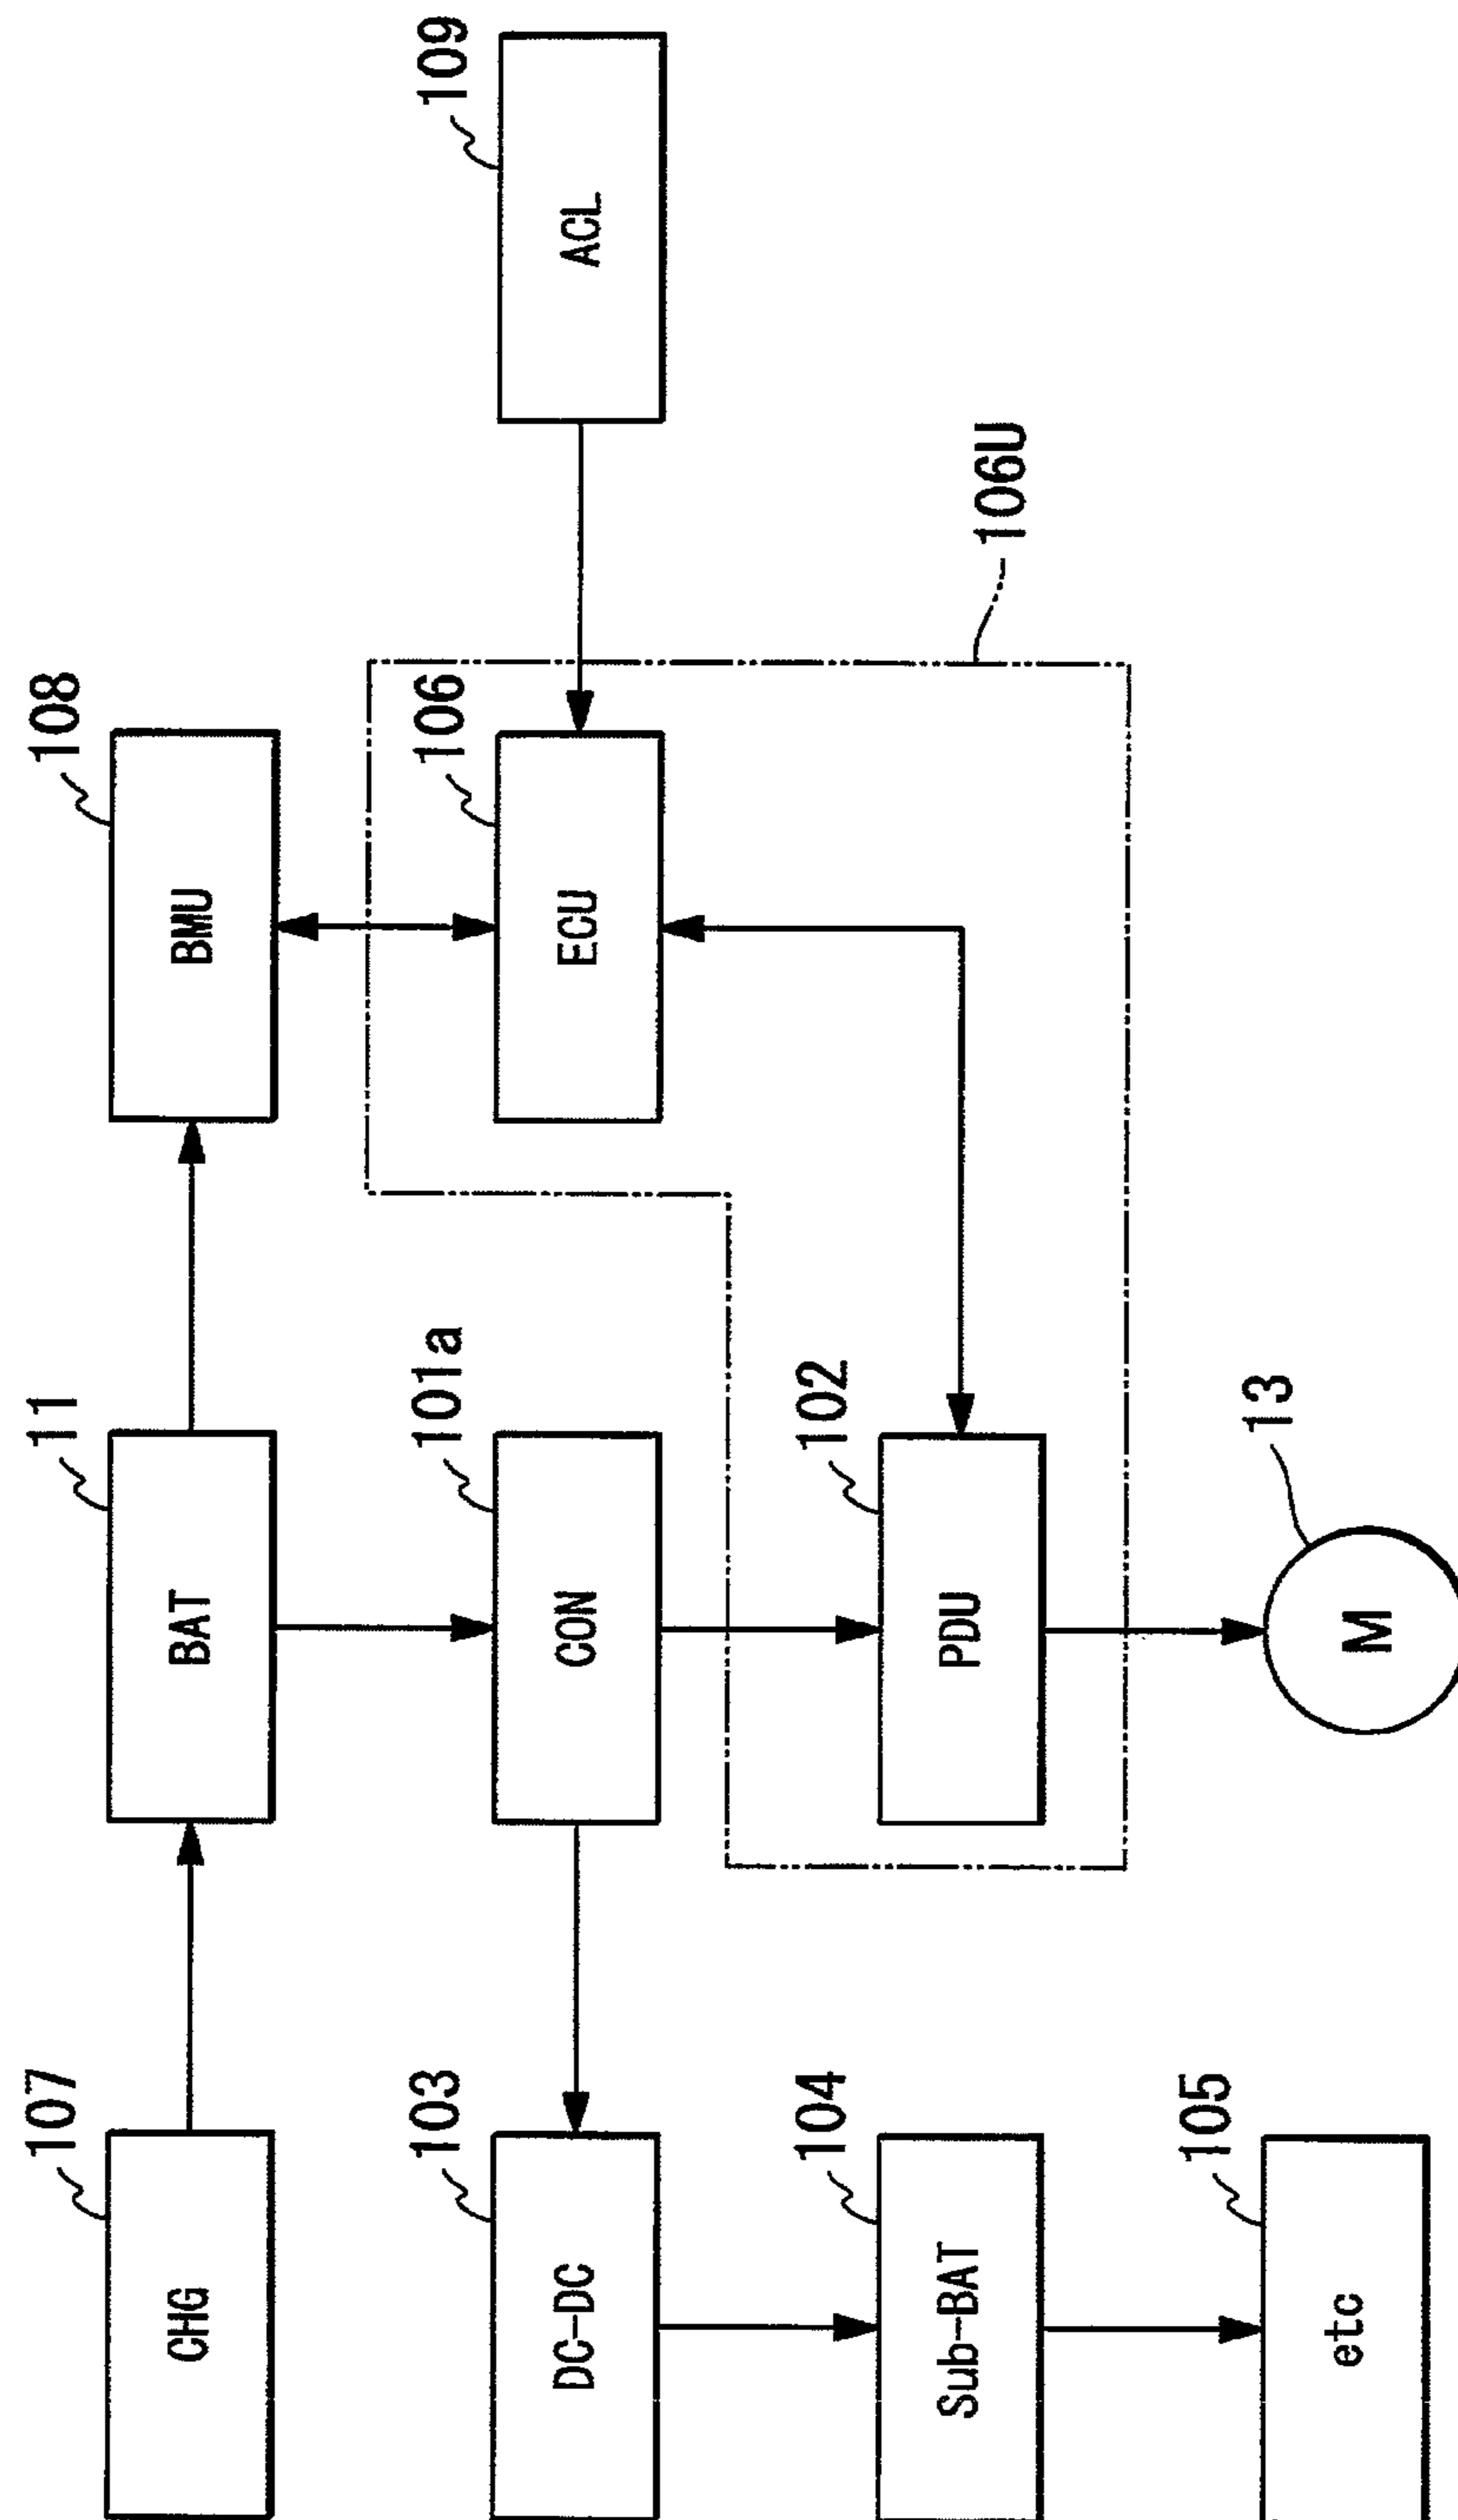 107
CHG
11
BAT
108
BMU
103
DC-DC
101a
CON
106
ECU
109
ACL
104
Sub-BAT
102
PDU
106U
105
etc
13
M